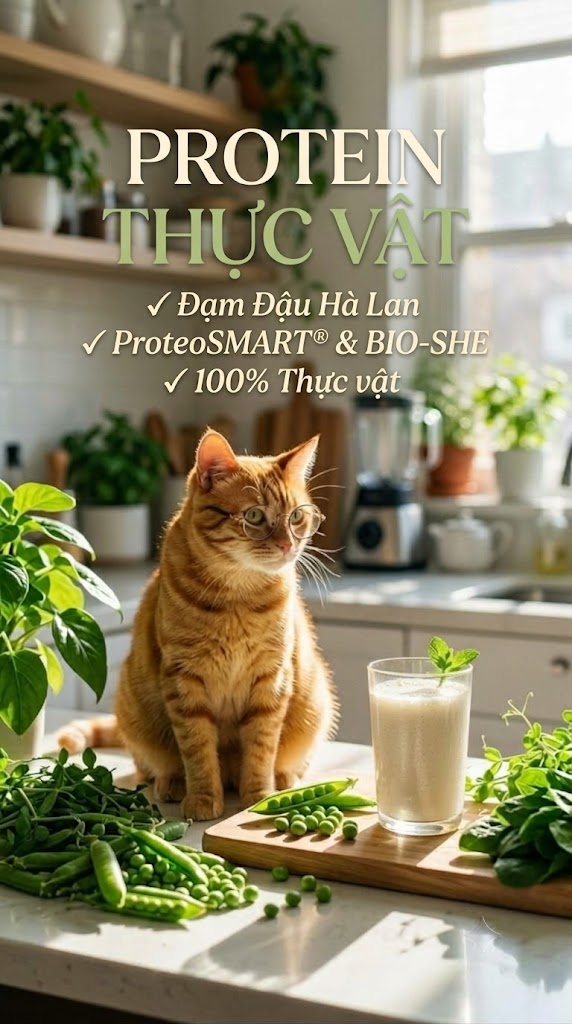 PROTEIN
THỰC VẬT
✓ Đạm Đậu Hà Lan
✓ ProteoSMART® & BIO-SHE
✓ 100% Thực vật